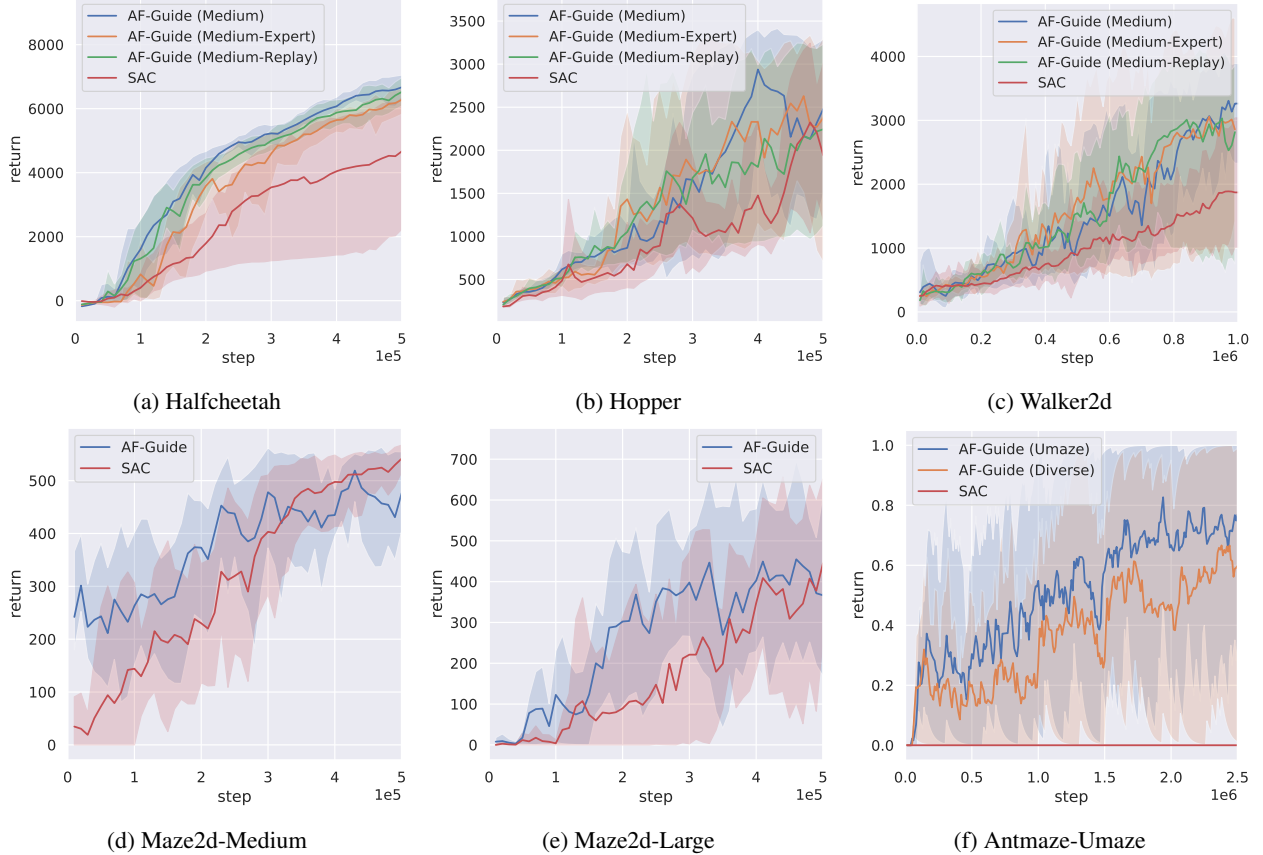 AF-Guide (Medium)
AF-Guide (Medium-Expert)
AF-Guide (Medium-Replay)
SAC
8000
6000
4000
2000
0
return
0 1 2 3 4 5
1e5
step
(a) Halfcheetah
AF-Guide (Medium)
AF-Guide (Medium-Expert)
AF-Guide (Medium-Replay)
SAC
3500
3000
2500
2000
1500
1000
500
return
0 1 2 3 4 5
1e5
step
(b) Hopper
AF-Guide (Medium)
AF-Guide (Medium-Expert)
AF-Guide (Medium-Replay)
SAC
4000
3000
2000
1000
0
return
0.0 0.2 0.4 0.6 0.8 1.0
1e6
step
(c) Walker2d
AF-Guide
SAC
500
400
300
200
100
0
return
0 1 2 3 4 5
1e5
step
(d) Maze2d-Medium
AF-Guide
SAC
700
600
500
400
300
200
100
0
return
0 1 2 3 4 5
1e5
step
(e) Maze2d-Large
AF-Guide (Umaze)
AF-Guide (Diverse)
SAC
1.0
0.8
0.6
0.4
0.2
0.0
return
0.0 0.5 1.0 1.5 2.0 2.5
1e6
step
(f) Antmaze-Umaze